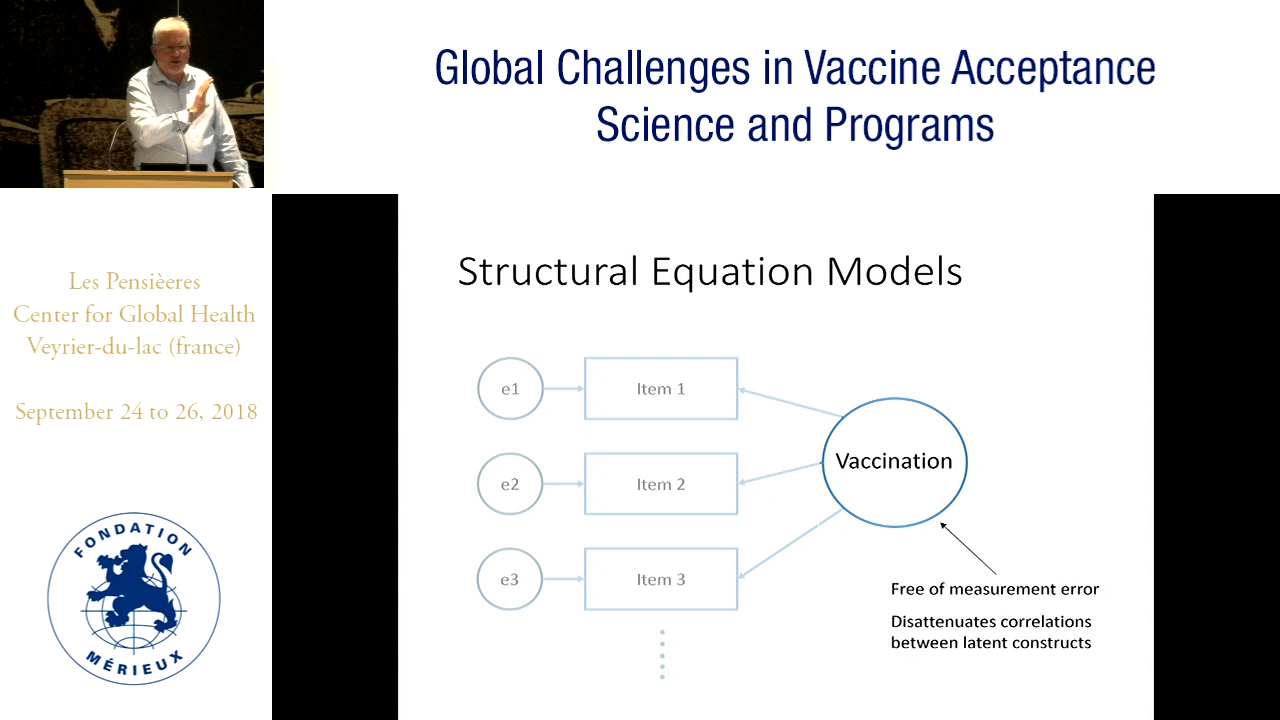 Global Challenges in Vaccine Acceptance
Science and Programs
Les Pensièeres
Center for Global Health
Veyrier-du-lac (france)
September 24 to 26, 2018
FONDATION
MÉRIEUX
Structural Equation Models
e1
Item 1
e2
Item 2
e3
Item 3
Vaccination
Free of measurement error
Disattenuates correlations
between latent constructs